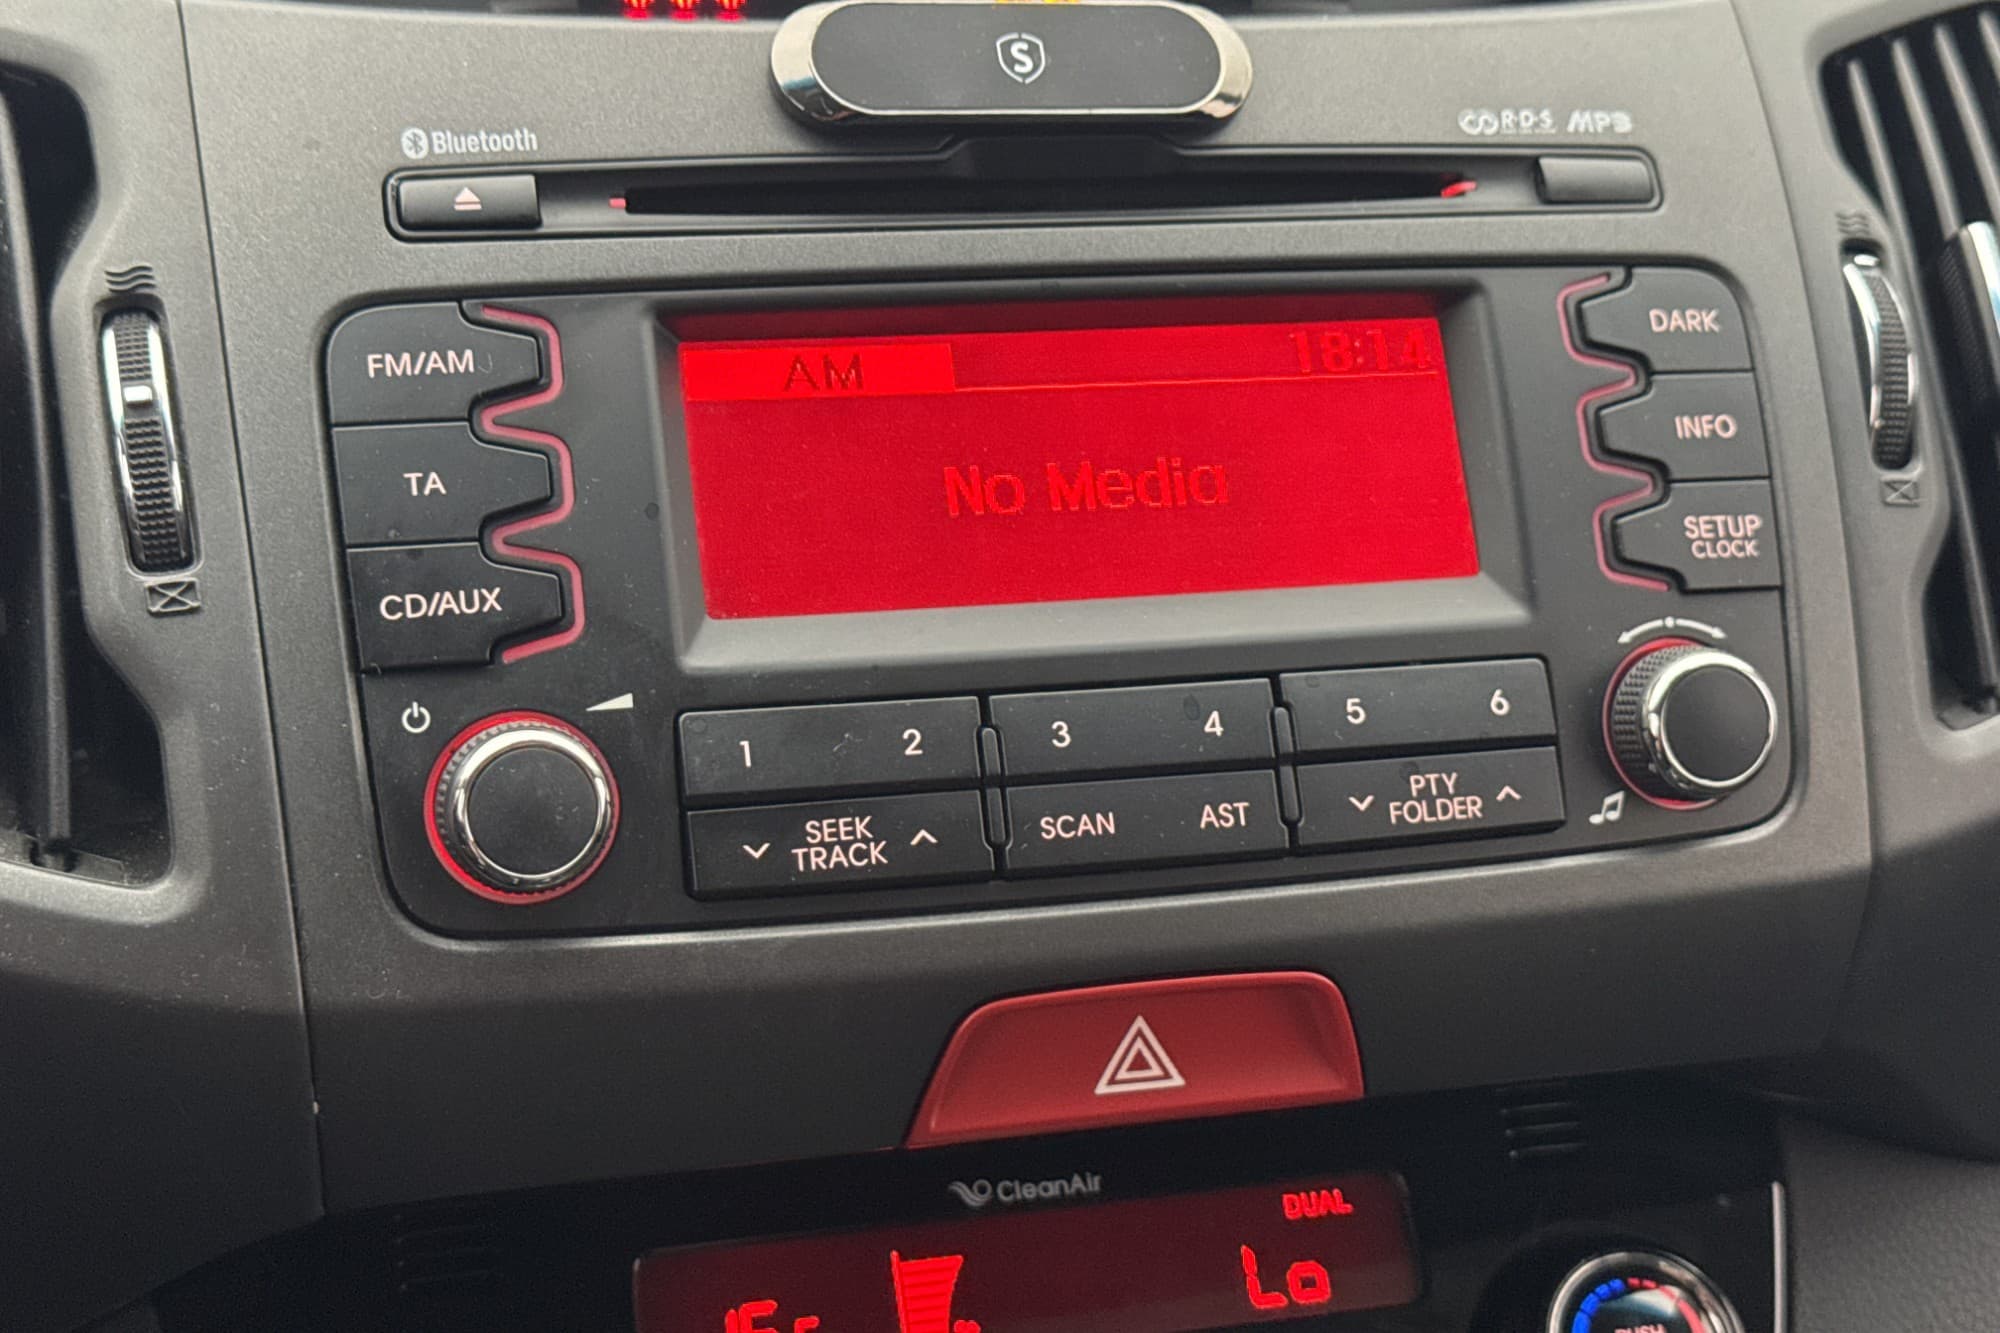 S
Bluetooth
R·D·S MP3
FM/AM
TA
CD/AUX
AM 18:14
No Media
DARK
INFO
SETUP
CLOCK
1 2 3 4 5 6
SEEK
TRACK
SCAN AST
PTY
FOLDER
CleanAir
DUAL
Lo
PUSH